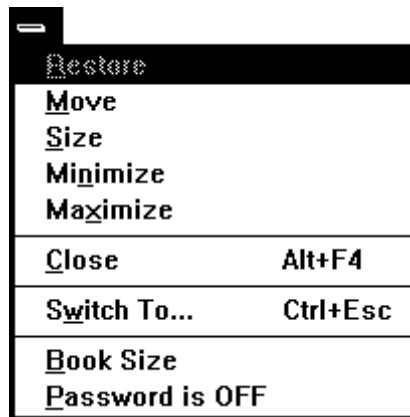 Restore
Move
Size
Minimize
Maximize
Close Alt+F4
Switch To... Ctrl+Esc
Book Size
Password is OFF